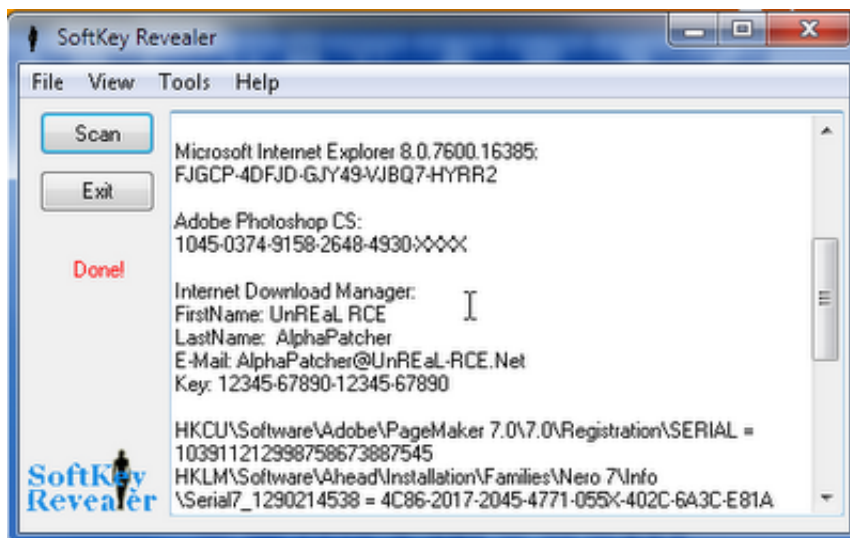 SoftKey Revealer
File View Tools Help
Scan
Exit
Done!
Microsoft Internet Explorer 8.0.7600.16385:
FJGCP-4DFJD-GJY49-VJBQ7-HYRR2
Adobe Photoshop CS:
1045-0374-9158-2648-4930-XXXX
Internet Download Manager:
FirstName: UnREaL RCE
LastName: AlphaPatcher
E-Mail: AlphaPatcher@UnREaL-RCE.Net
Key: 12345-67890-12345-67890
HKCU\Software\Adobe\PageMaker 7.0\7.0\Registration\SERIAL =
103911212998758673887545
HKLM\Software\Ahead\Installation\Families\Nero 7\Info
\Serial7_1290214538 = 4C86-2017-2045-4771-055X-402C-6A3C-E81A
SoftKey
Revealer